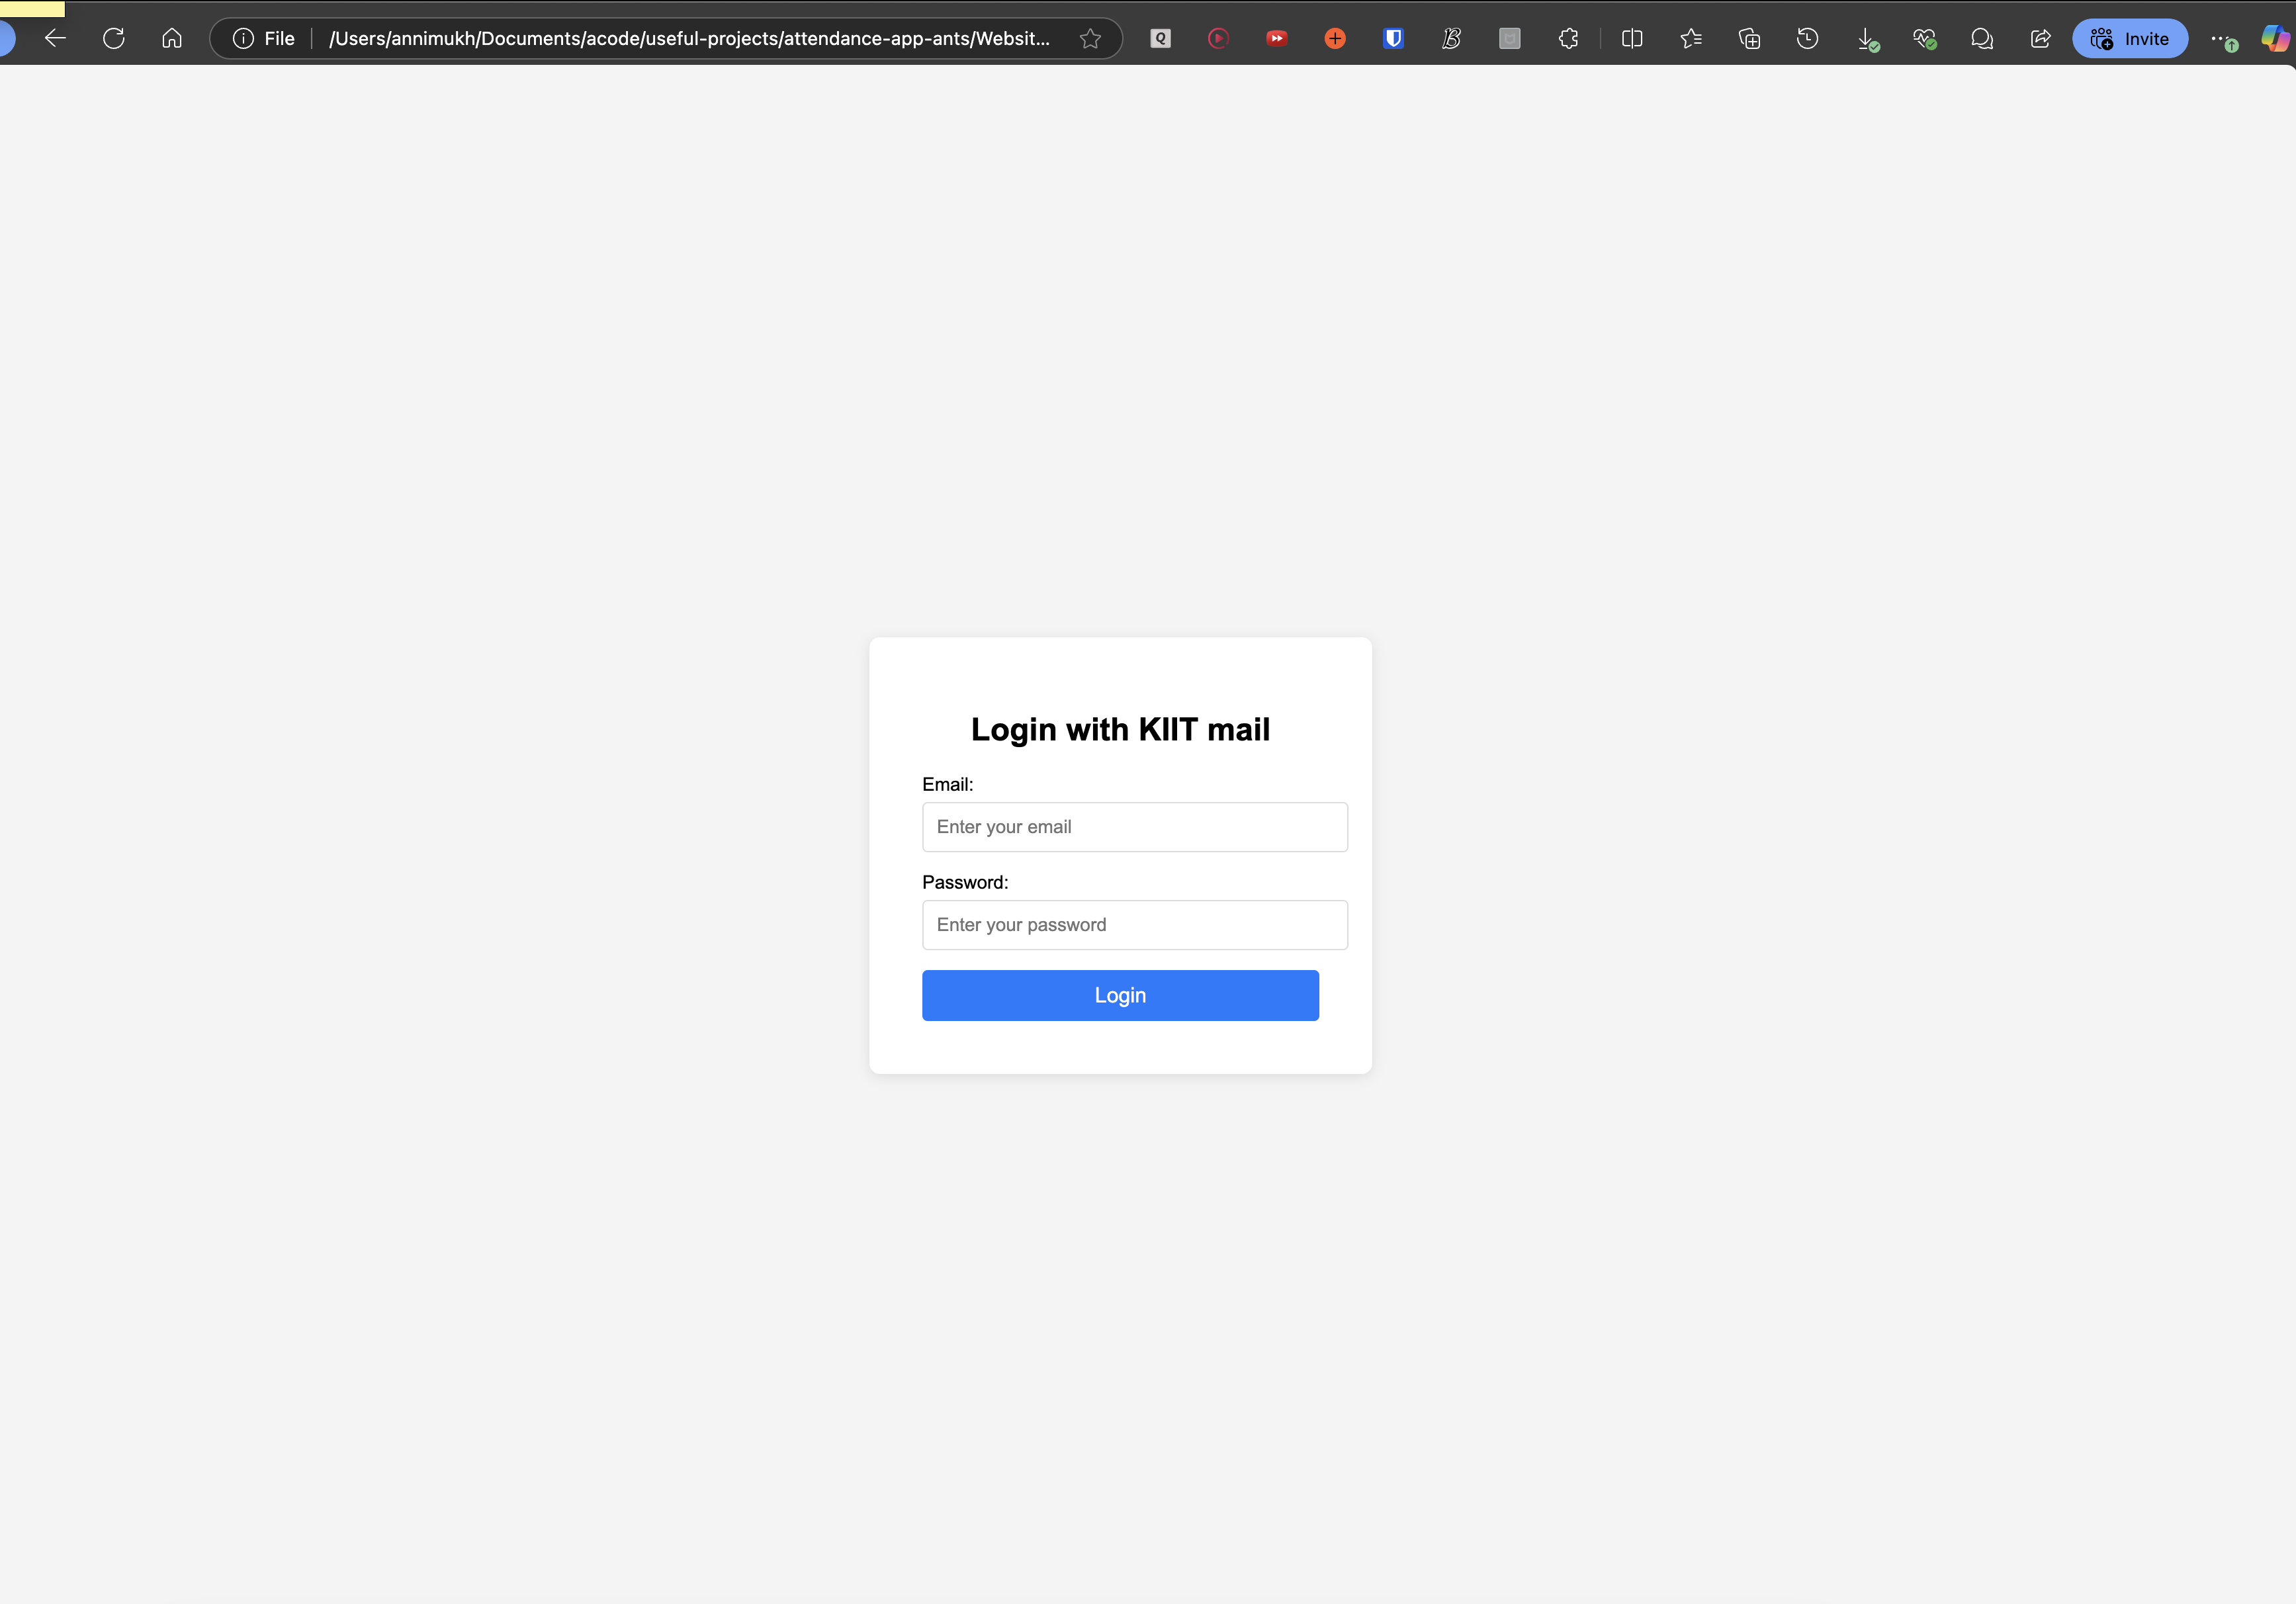 File /Users/annimukh/Documents/acode/useful-projects/attendance-app-ants/Websit... Q B Invite
Login with KIIT mail
Email:
Enter your email
Password:
Enter your password
Login